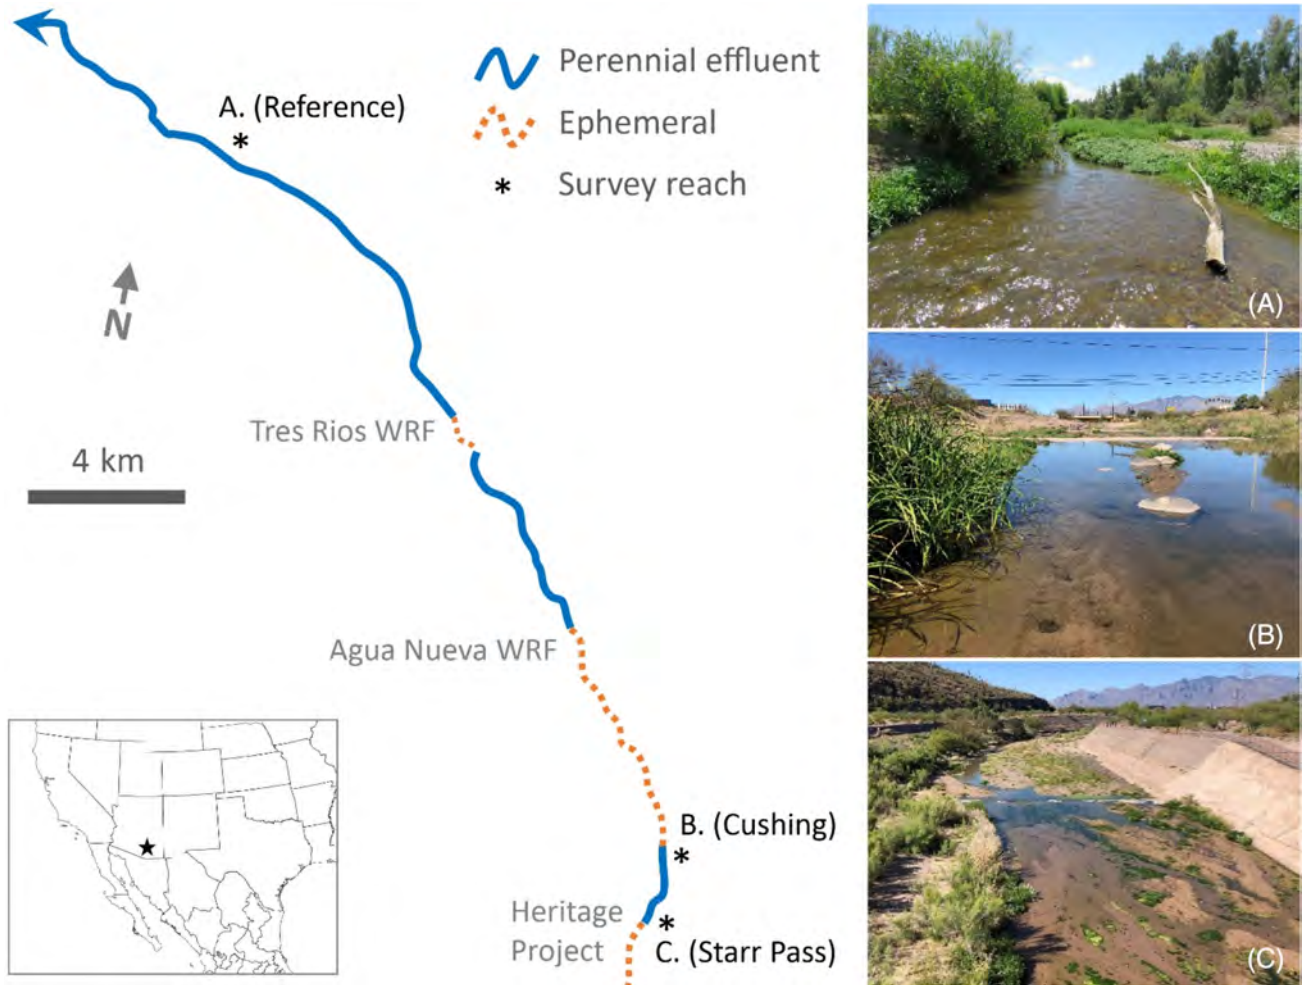 Perennial effluent
A. (Reference)
Ephemeral
* Survey reach
*
N
Tres Rios WRF
4 km
Agua Nueva WRF
B. (Cushing)
*
Heritage
Project
*
C. (Starr Pass)
(A)
(B)
(C)